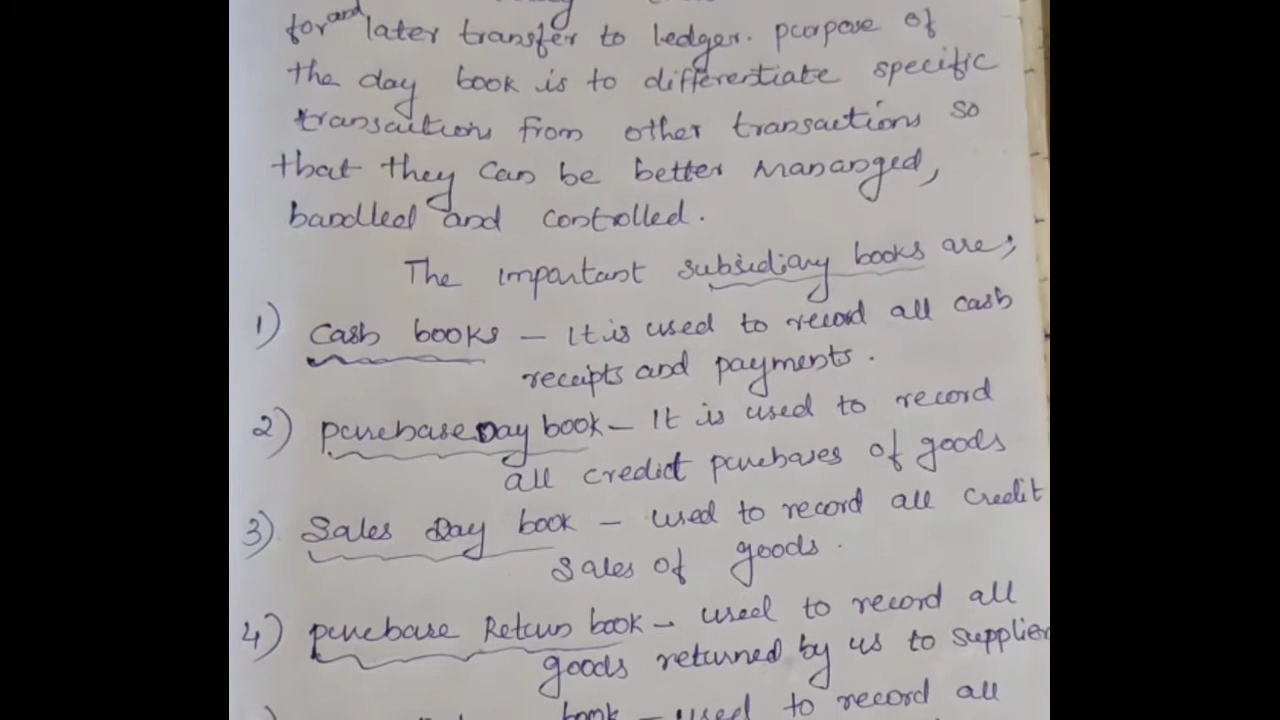 for and later transfer to ledger. purpose of
the day book is to differentiate specific
transactions from other transactions so
that they can be better mananged,
handled and controlled.
The important subsidiary books are;
1) Cash books - It is used to record all cash
receipts and payments.
2) purchase Day book - It is used to record
all credict purchases of goods
3) Sales Day book - used to record all credit
sales of goods.
4) purchase Return book - used to record all
goods returned by us to supplier
book - used to record all